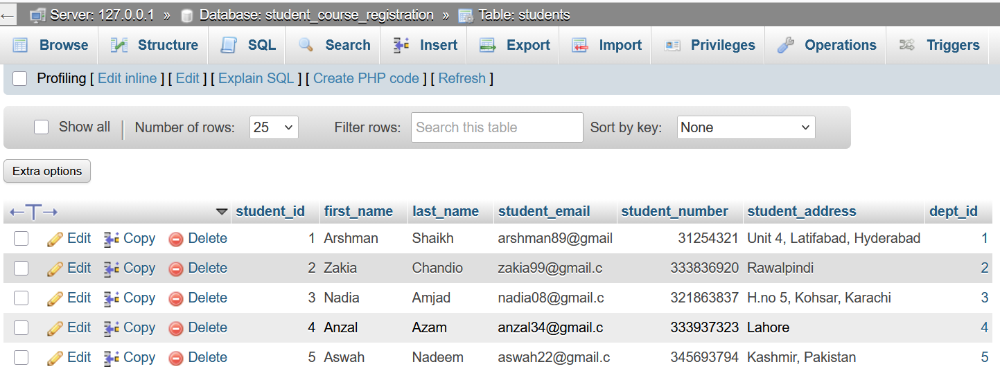 ← Server: 127.0.0.1 » Database: student_course_registration » Table: students
Browse Structure SQL Search Insert Export Import Privileges Operations Triggers
Profiling [ Edit inline ] [ Edit ] [ Explain SQL ] [ Create PHP code ] [ Refresh ]
Show all Number of rows: 25 Filter rows: Search this table Sort by key: None
Extra options
←T→ student_id first_name last_name student_email student_number student_address dept_id
Edit Copy Delete 1 Arshman Shaikh arshman89@gmail 31254321 Unit 4, Latifabad, Hyderabad 1
Edit Copy Delete 2 Zakia Chandio zakia99@gmail.c 333836920 Rawalpindi 2
Edit Copy Delete 3 Nadia Amjad nadia08@gmail.c 321863837 H.no 5, Kohsar, Karachi 3
Edit Copy Delete 4 Anzal Azam anzal34@gmail.c 333937323 Lahore 4
Edit Copy Delete 5 Aswah Nadeem aswah22@gmail.c 345693794 Kashmir, Pakistan 5